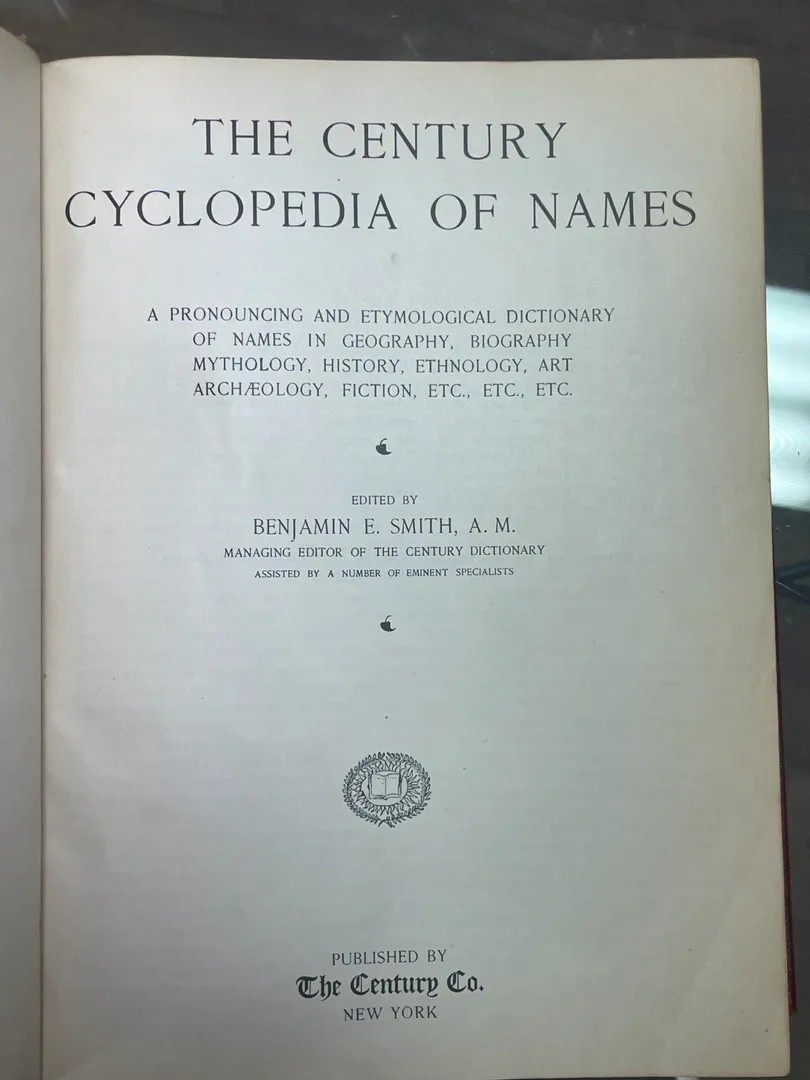 THE CENTURY
CYCLOPEDIA OF NAMES
A PRONOUNCING AND ETYMOLOGICAL DICTIONARY
OF NAMES IN GEOGRAPHY, BIOGRAPHY
MYTHOLOGY, HISTORY, ETHNOLOGY, ART
ARCHÆOLOGY, FICTION, ETC., ETC., ETC.
EDITED BY
BENJAMIN E. SMITH, A. M.
MANAGING EDITOR OF THE CENTURY DICTIONARY
ASSISTED BY A NUMBER OF EMINENT SPECIALISTS
PUBLISHED BY
The Century Co.
NEW YORK